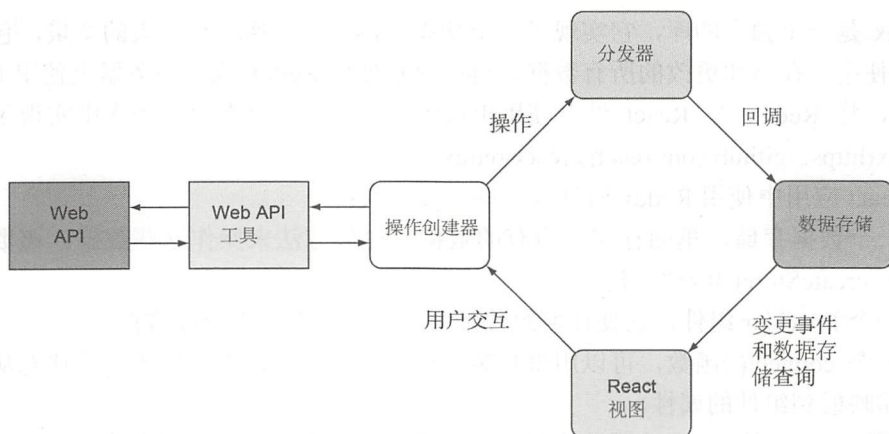 分发器
操作
回调
Web
API
Web API
工具
操作创建器
数据存储
用户交互
变更事件
和数据存
储查询
React
视图